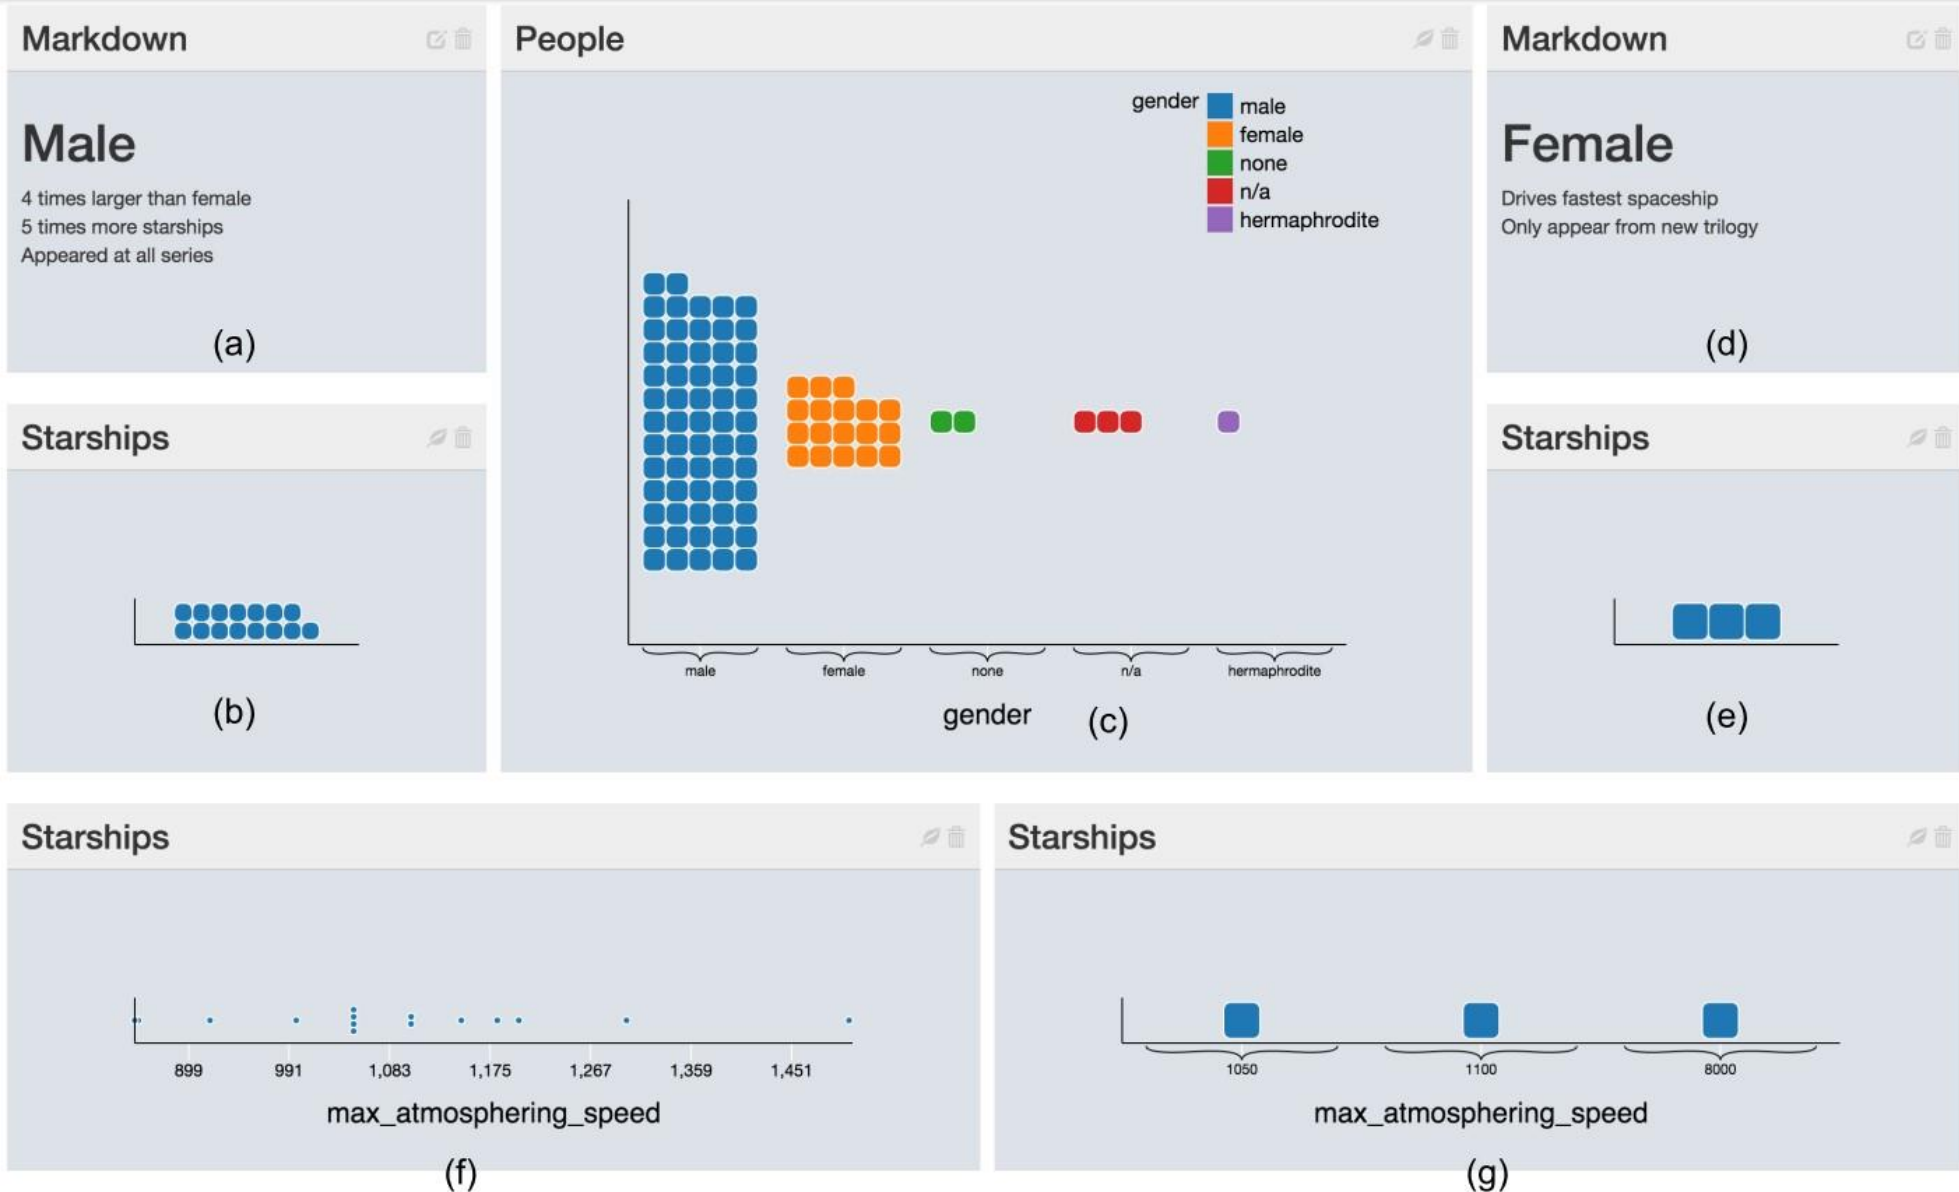 Markdown
Male
4 times larger than female
5 times more starships
Appeared at all series
(a)
Starships
(b)
People
gender
male
female
none
n/a
hermaphrodite
male
female
none
n/a
hermaphrodite
gender
(c)
Markdown
Female
Drives fastest spaceship
Only appear from new trilogy
(d)
Starships
(e)
Starships
899 991 1,083 1,175 1,267 1,359 1,451
max_atmosphering_speed
(f)
Starships
1050 1100 8000
max_atmosphering_speed
(g)